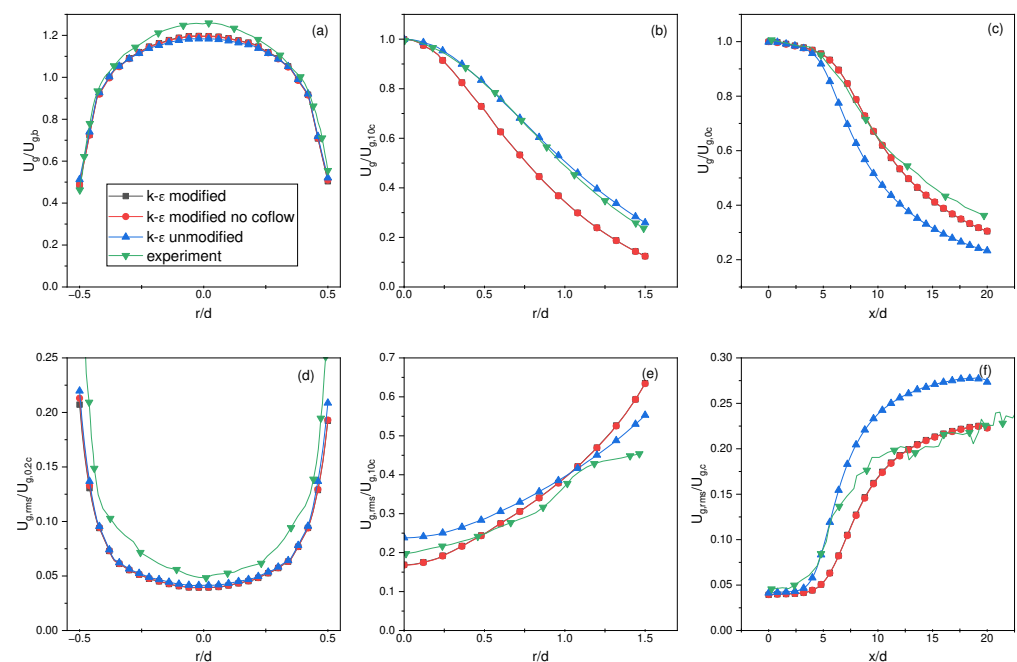 (a)
1.2
1.0
0.8
0.6
0.4
0.2
0.0
U_g/U_g,b
−0.5
0.0
0.5
r/d
k-ε modified
k-ε modified no coflow
k-ε unmodified
experiment
(b)
1.0
0.8
0.6
0.4
0.2
0.0
U_g/U_g,10c
0.0
0.5
1.0
1.5
r/d
(c)
1.0
0.8
0.6
0.4
0.2
U_g/U_g,0c
0
5
10
15
20
x/d
(d)
0.25
0.20
0.15
0.10
0.05
0.00
U_g,rms/U_g,0.2c
−0.5
0.0
0.5
r/d
(e)
0.7
0.6
0.5
0.4
0.3
0.2
0.1
0.0
U_g,rms/U_g,10c
0.0
0.5
1.0
1.5
r/d
(f)
0.30
0.25
0.20
0.15
0.10
0.05
0.00
U_g,rms/U_g,c
0
5
10
15
20
x/d